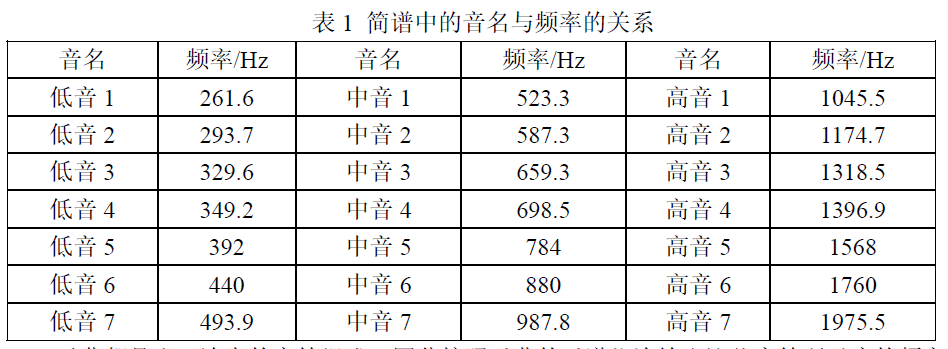 表 1 简谱中的音名与频率的关系
音名 频率/Hz 音名 频率/Hz 音名 频率/Hz
低音 1 261.6 中音 1 523.3 高音 1 1045.5
低音 2 293.7 中音 2 587.3 高音 2 1174.7
低音 3 329.6 中音 3 659.3 高音 3 1318.5
低音 4 349.2 中音 4 698.5 高音 4 1396.9
低音 5 392 中音 5 784 高音 5 1568
低音 6 440 中音 6 880 高音 6 1760
低音 7 493.9 中音 7 987.8 高音 7 1975.5